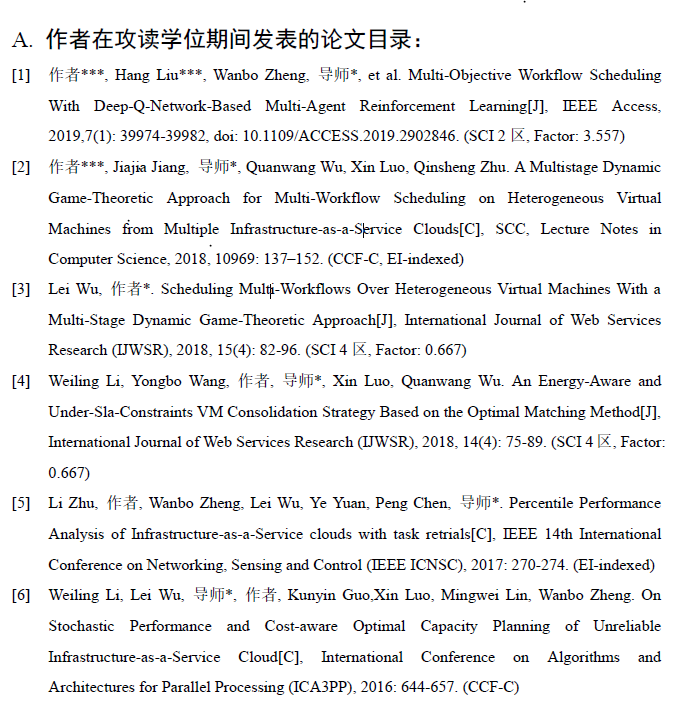 A. 作者在攻读学位期间发表的论文目录：
[1] 作者***, Hang Liu***, Wanbo Zheng, 导师*, et al. Multi-Objective Workflow Scheduling
With Deep-Q-Network-Based Multi-Agent Reinforcement Learning[J], IEEE Access,
2019,7(1): 39974-39982, doi: 10.1109/ACCESS.2019.2902846. (SCI 2 区, Factor: 3.557)
[2] 作者***, Jiajia Jiang, 导师*, Quanwang Wu, Xin Luo, Qinsheng Zhu. A Multistage Dynamic
Game-Theoretic Approach for Multi-Workflow Scheduling on Heterogeneous Virtual
Machines from Multiple Infrastructure-as-a-Service Clouds[C], SCC, Lecture Notes in
Computer Science, 2018, 10969: 137–152. (CCF-C, EI-indexed)
[3] Lei Wu, 作者*. Scheduling Multi-Workflows Over Heterogeneous Virtual Machines With a
Multi-Stage Dynamic Game-Theoretic Approach[J], International Journal of Web Services
Research (IJWSR), 2018, 15(4): 82-96. (SCI 4 区, Factor: 0.667)
[4] Weiling Li, Yongbo Wang, 作者, 导师*, Xin Luo, Quanwang Wu. An Energy-Aware and
Under-Sla-Constraints VM Consolidation Strategy Based on the Optimal Matching Method[J],
International Journal of Web Services Research (IJWSR), 2018, 14(4): 75-89. (SCI 4 区, Factor:
0.667)
[5] Li Zhu, 作者, Wanbo Zheng, Lei Wu, Ye Yuan, Peng Chen, 导师*. Percentile Performance
Analysis of Infrastructure-as-a-Service clouds with task retrials[C], IEEE 14th International
Conference on Networking, Sensing and Control (IEEE ICNSC), 2017: 270-274. (EI-indexed)
[6] Weiling Li, Lei Wu, 导师*, 作者, Kunyin Guo,Xin Luo, Mingwei Lin, Wanbo Zheng. On
Stochastic Performance and Cost-aware Optimal Capacity Planning of Unreliable
Infrastructure-as-a-Service Cloud[C], International Conference on Algorithms and
Architectures for Parallel Processing (ICA3PP), 2016: 644-657. (CCF-C)